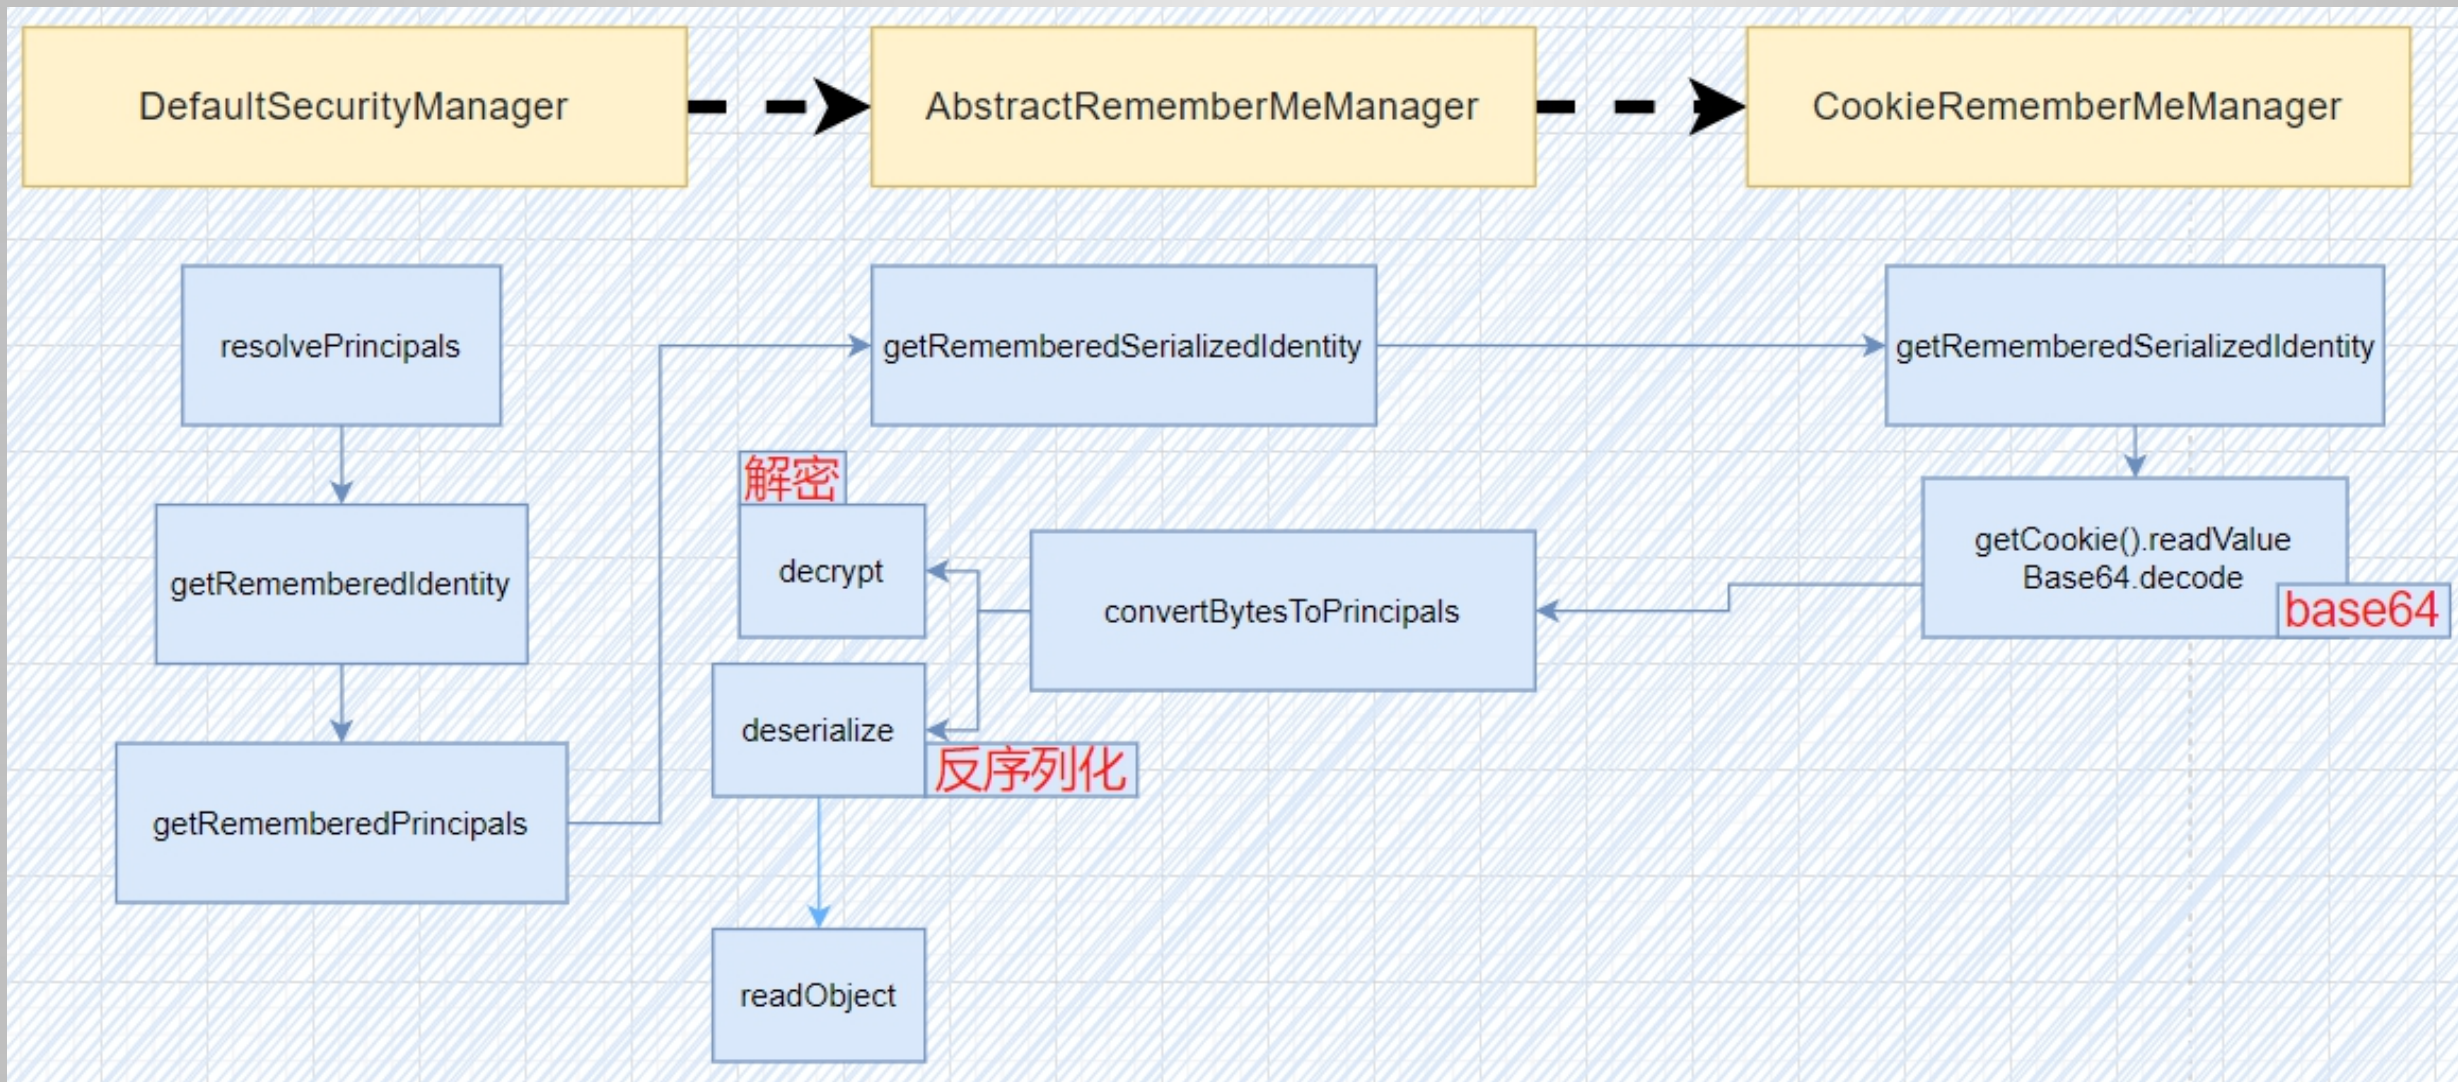 DefaultSecurityManager
AbstractRememberMeManager
CookieRememberMeManager
resolvePrincipals
getRememberedSerializedIdentity
getRememberedSerializedIdentity
getRememberedIdentity
解密
decrypt
convertBytesToPrincipals
getCookie().readValue
Base64.decode
base64
getRememberedPrincipals
deserialize
反序列化
readObject